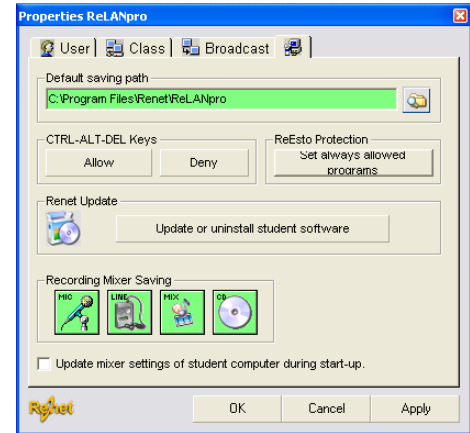 Properties ReLANpro
User Class Broadcast
Default saving path
C:\Program Files\Renet\ReLANpro
CTRL-ALT-DEL Keys
Allow Deny
ReEsto Protection
Set always allowed
programs
Renet Update
Update or uninstall student software
Recording Mixer Saving
MIC LINE MIX CD
Update mixer settings of student computer during start-up.
Renet OK Cancel Apply